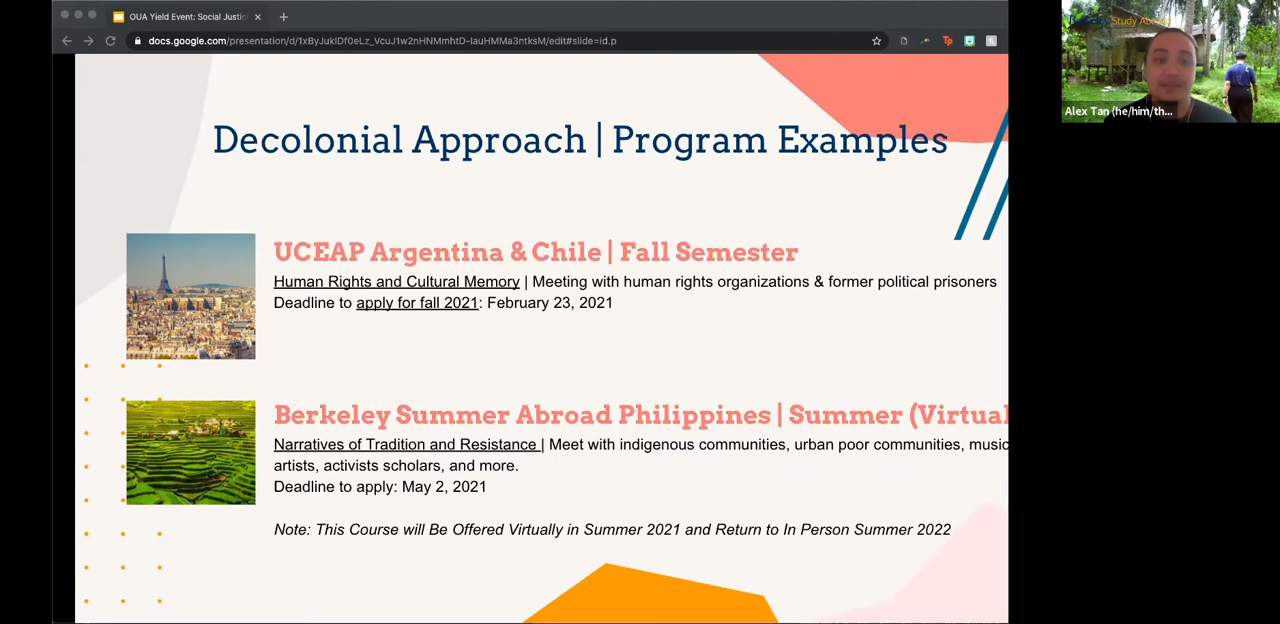 OUA Yield Event: Social Justic
docs.google.com/presentation/d/1xByJuklDf0eLz_VcuJ1w2nHNMmhtD-IauHMMa3ntksM/edit#slide=id.p
Study Abroad
Alex Tan (he/him/th...
Decolonial Approach | Program Examples
UCEAP Argentina & Chile | Fall Semester
Human Rights and Cultural Memory | Meeting with human rights organizations & former political prisoners
Deadline to apply for fall 2021: February 23, 2021
Berkeley Summer Abroad Philippines | Summer (Virtual
Narratives of Tradition and Resistance | Meet with indigenous communities, urban poor communities, music
artists, activists scholars, and more.
Deadline to apply: May 2, 2021
Note: This Course will Be Offered Virtually in Summer 2021 and Return to In Person Summer 2022